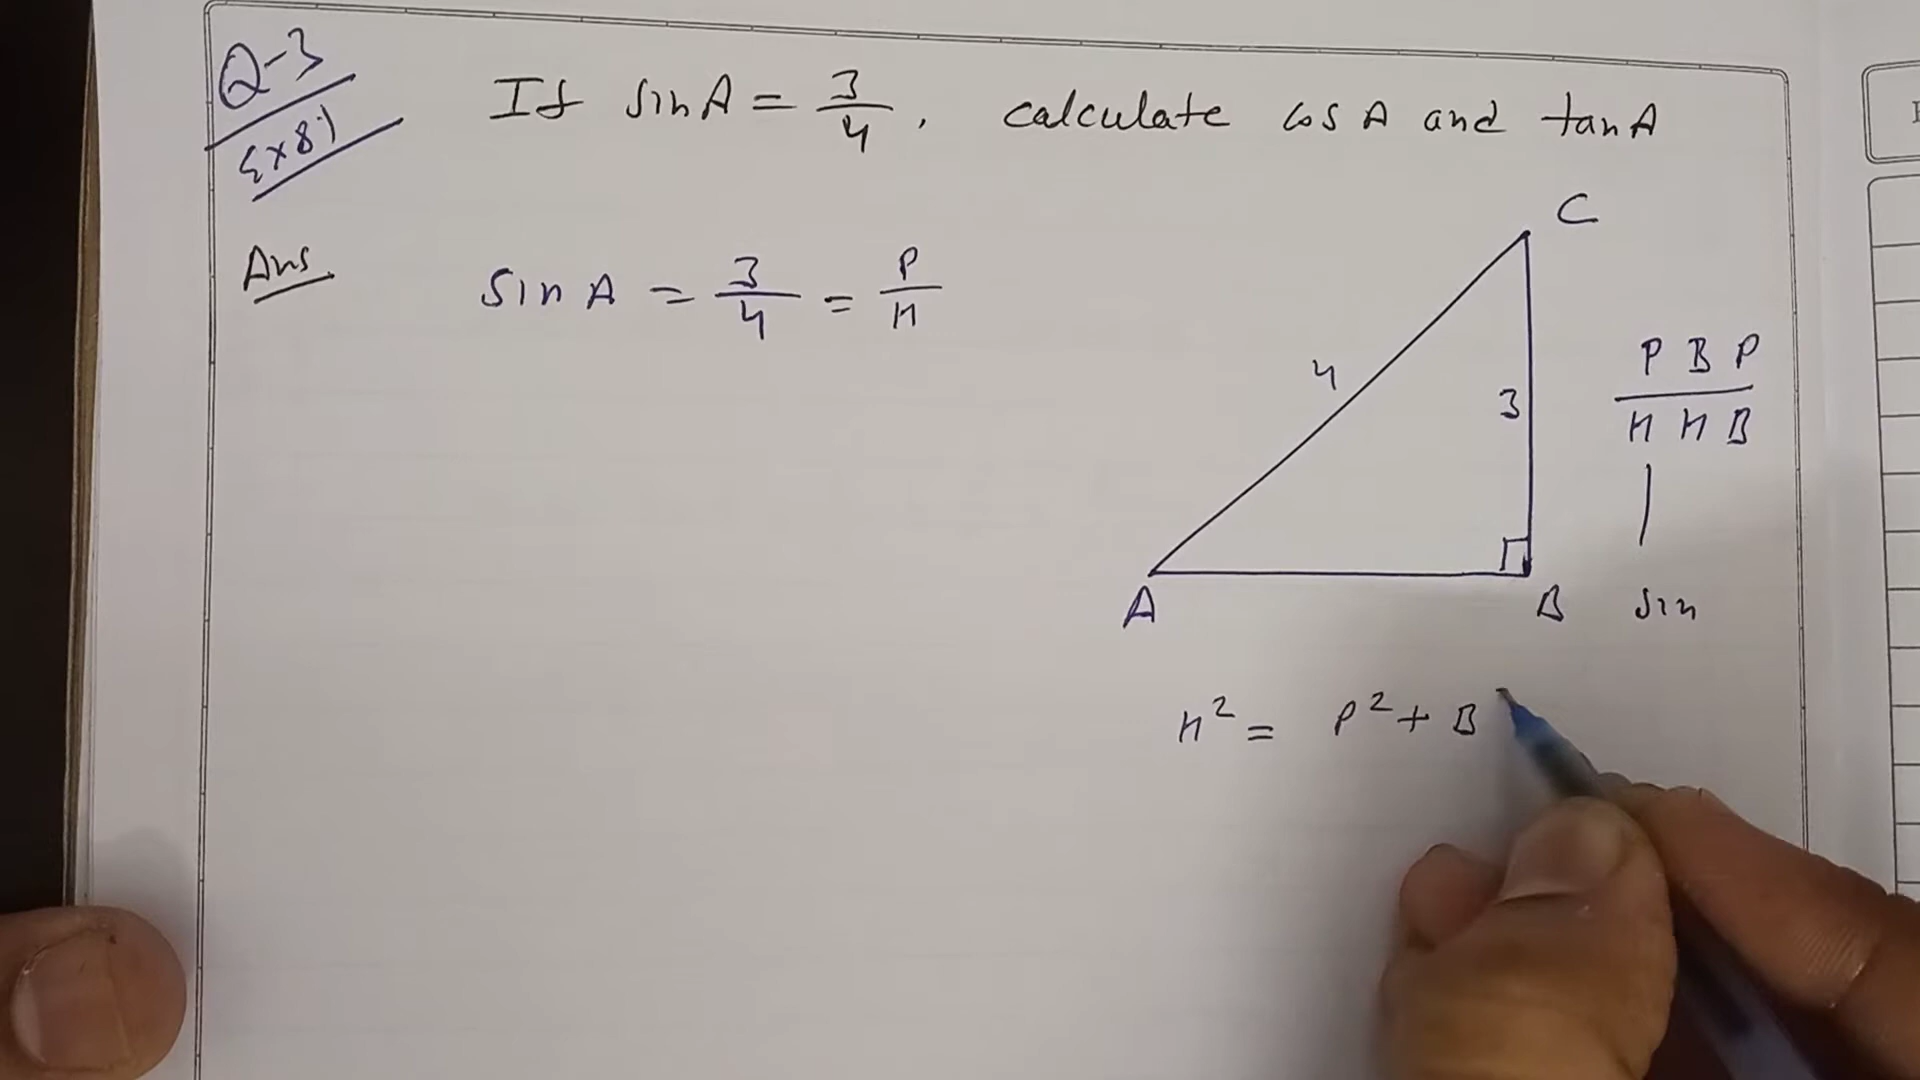 Q-3
Ex 8.1
If sin A = 3/4 , calculate cos A and tan A
Ans
sin A = 3/4 = P/H
C
4
3
A
B
P B P
H H B
sin
H² = P² + B